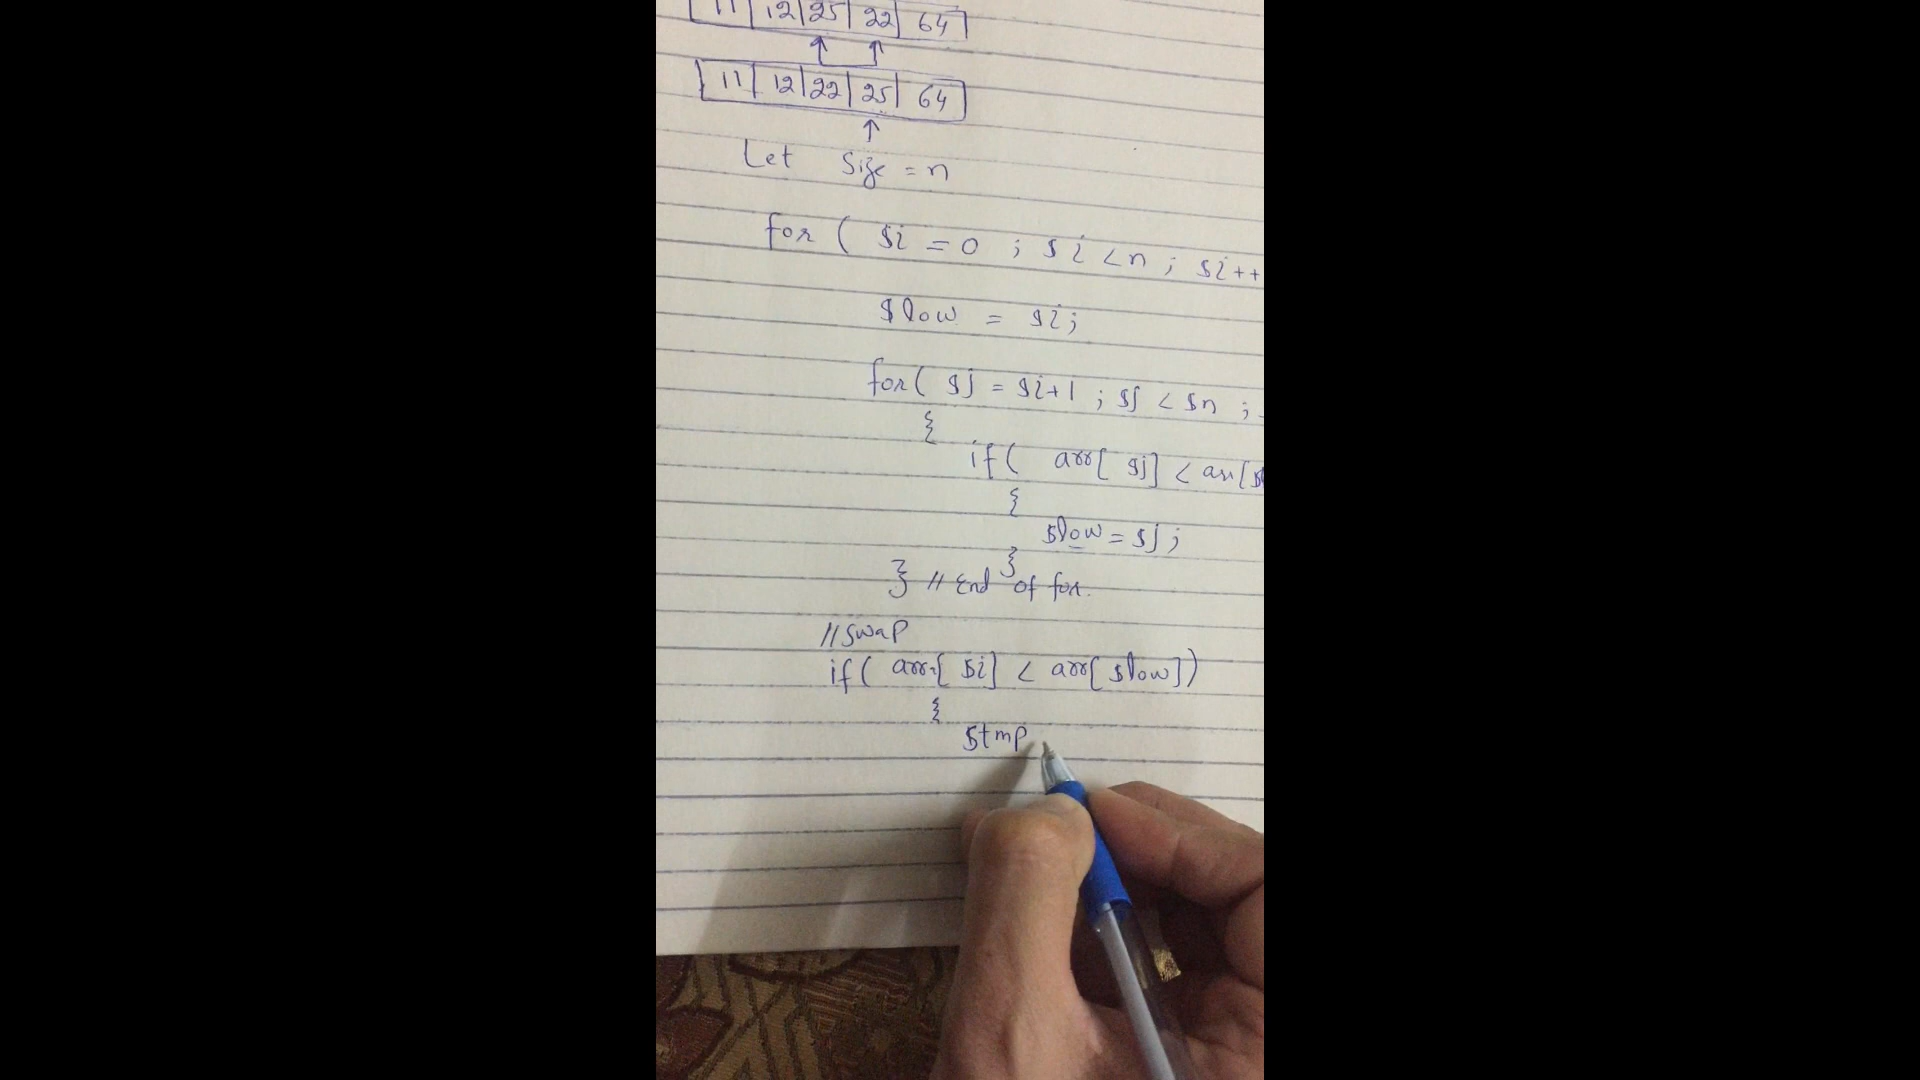 11 | 12 | 25 | 22 | 64
11 | 12 | 22 | 25 | 64
Let Size = n
for ( $i = 0 ; $i < n ; $i++
$low = $i;
for( $j = $i+1 ; $j < $n ;
{
if( arr[ $j] < arr[$
{
$low = $j ;
}
} // End of for.
//swap
if( arr[ $i] < arr[ $low])
{
$tmp